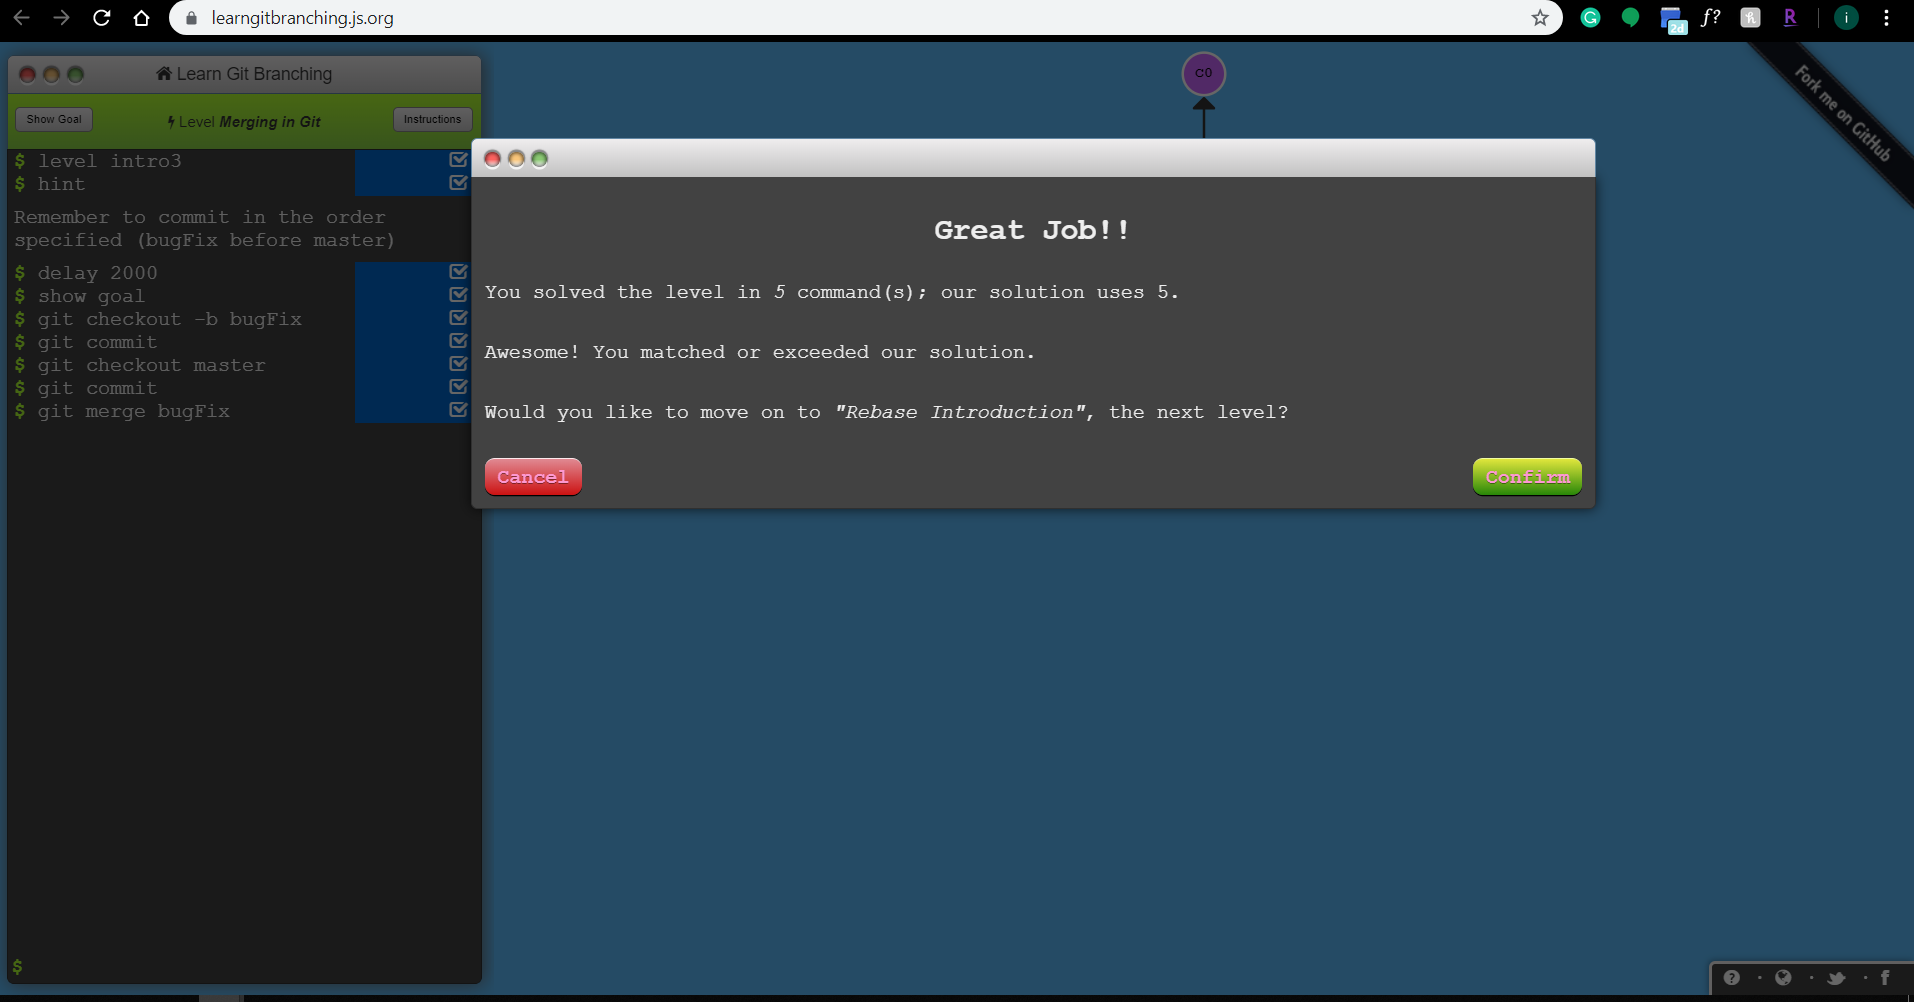 learngitbranching.js.org
2d
f?
R
i
Learn Git Branching
Show Goal
Level Merging in Git
Instructions
$ level intro3
$ hint
Remember to commit in the order
specified (bugFix before master)
$ delay 2000
$ show goal
$ git checkout -b bugFix
$ git commit
$ git checkout master
$ git commit
$ git merge bugFix
$
C0
Fork me on GitHub
Great Job!!
You solved the level in 5 command(s); our solution uses 5.
Awesome! You matched or exceeded our solution.
Would you like to move on to "Rebase Introduction", the next level?
Cancel
Confirm